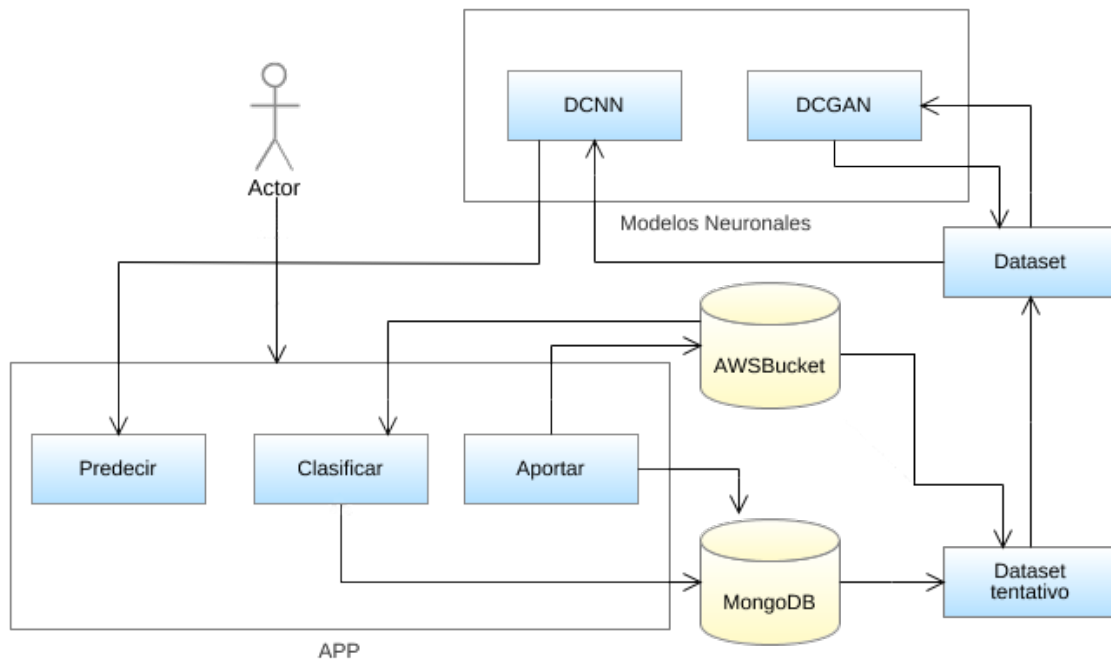 DCNN
DCGAN
Actor
Modelos Neuronales
Dataset
AWSBucket
Predecir
Clasificar
Aportar
Dataset
tentativo
MongoDB
APP